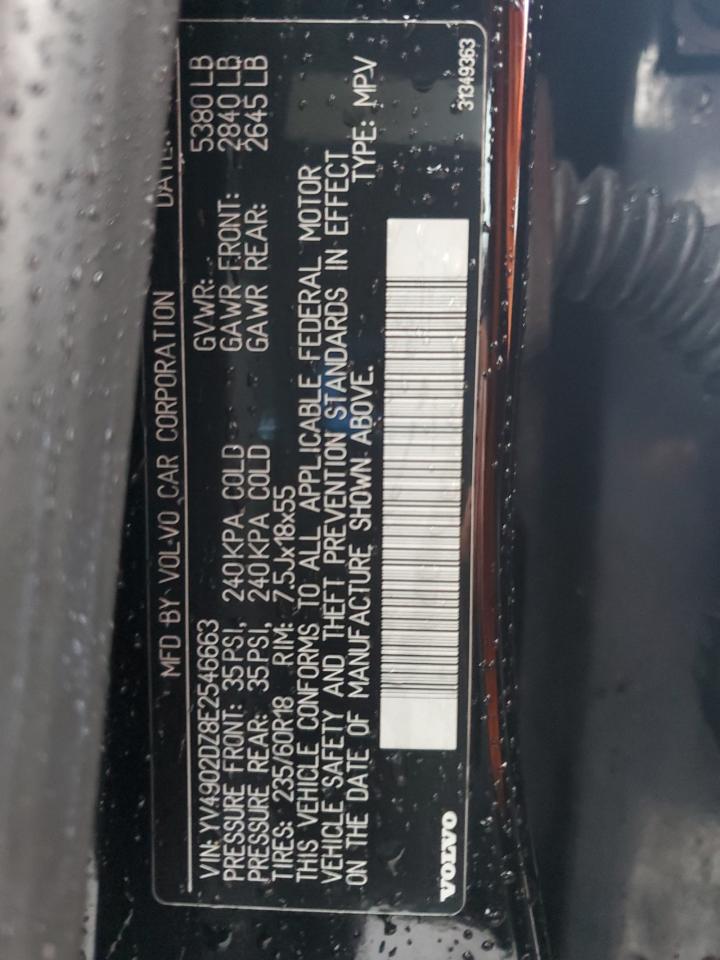 MFD BY VOLVO CAR CORPORATION DATE:
VIN: YV4902DZ8E2546663 GVWR: 5380 LB
PRESSURE FRONT: 35PSI, 240KPA COLD GAWR FRONT: 2840 LB
PRESSURE REAR: 35PSI, 240KPA COLD GAWR REAR: 2645 LB
TIRES: 235/60R18 RIM: 7.5Jx18x55
THIS VEHICLE CONFORMS TO ALL APPLICABLE FEDERAL MOTOR
VEHICLE SAFETY AND THEFT PREVENTION STANDARDS IN EFFECT
ON THE DATE OF MANUFACTURE SHOWN ABOVE. TYPE: MPV
VOLVO 31349363